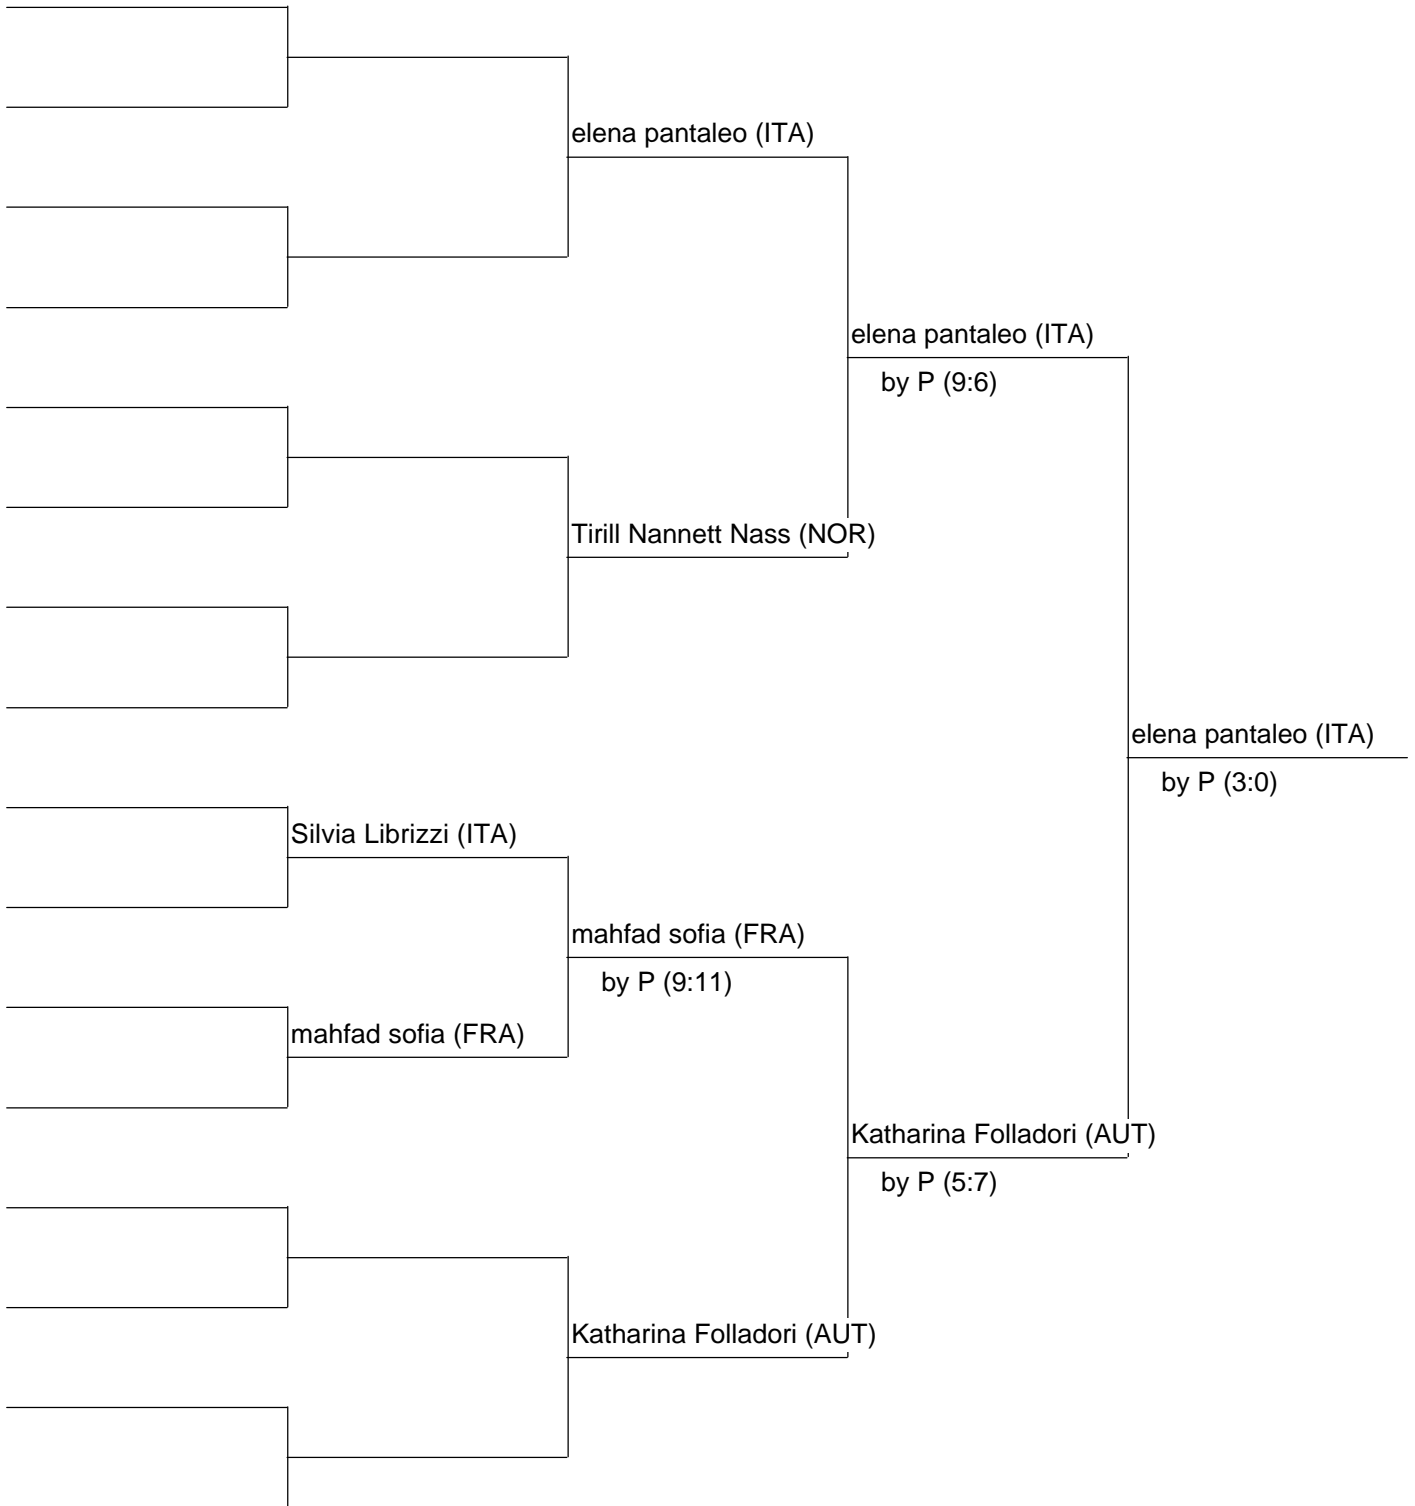 elena pantaleo (ITA)
elena pantaleo (ITA)
by P (9:6)
Tirill Nannett Nass (NOR)
elena pantaleo (ITA)
by P (3:0)
Silvia Librizzi (ITA)
mahfad sofia (FRA)
by P (9:11)
mahfad sofia (FRA)
Katharina Folladori (AUT)
by P (5:7)
Katharina Folladori (AUT)